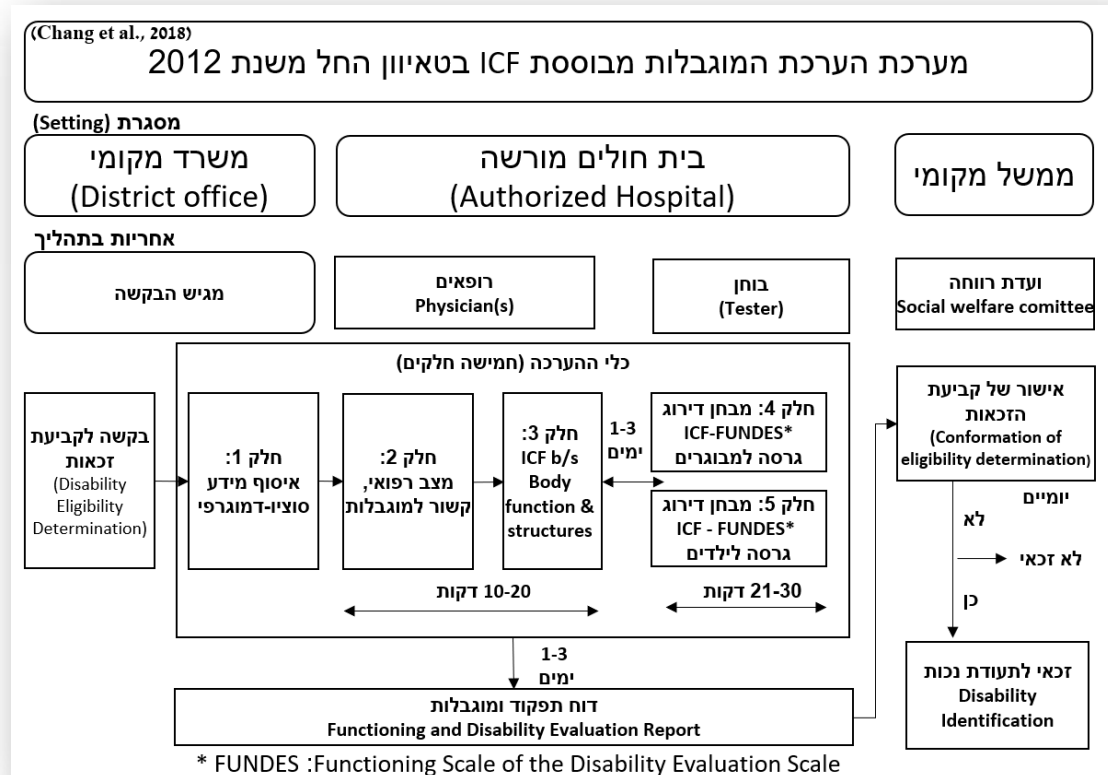 (Chang et al., 2018)
מערכת הערכת המוגבלות מבוססת ICF בטאיוון החל משנת 2012
מסגרת (Setting)
משרד מקומי
(District office)
בית חולים מורשה
(Authorized Hospital)
ממשל מקומי
אחריות בתהליך
מגיש הבקשה
רופאים
Physician(s)
בוחן
(Tester)
ועדת רווחה
Social welfare comittee
כלי ההערכה (חמישה חלקים)
בקשה לקביעת
זכאות
(Disability
Eligibility
Determination)
חלק 1:
איסוף מידע
סוציו-דמוגרפי
חלק 2:
מצב רפואי,
קשור למוגבלות
חלק 3:
ICF b/s
Body
function &
structures
1-3
ימים
חלק 4: מבחן דירוג
ICF-FUNDES*
גרסה למבוגרים
חלק 5: מבחן דירוג
ICF - FUNDES*
גרסה לילדים
10-20 דקות
21-30 דקות
אישור של קביעת
הזכאות
(Conformation of
eligibility determination)
יומיים
לא
לא זכאי
כן
זכאי לתעודת נכות
Disability
Identification
1-3
ימים
דוח תפקוד ומוגבלות
Functioning and Disability Evaluation Report
* FUNDES :Functioning Scale of the Disability Evaluation Scale